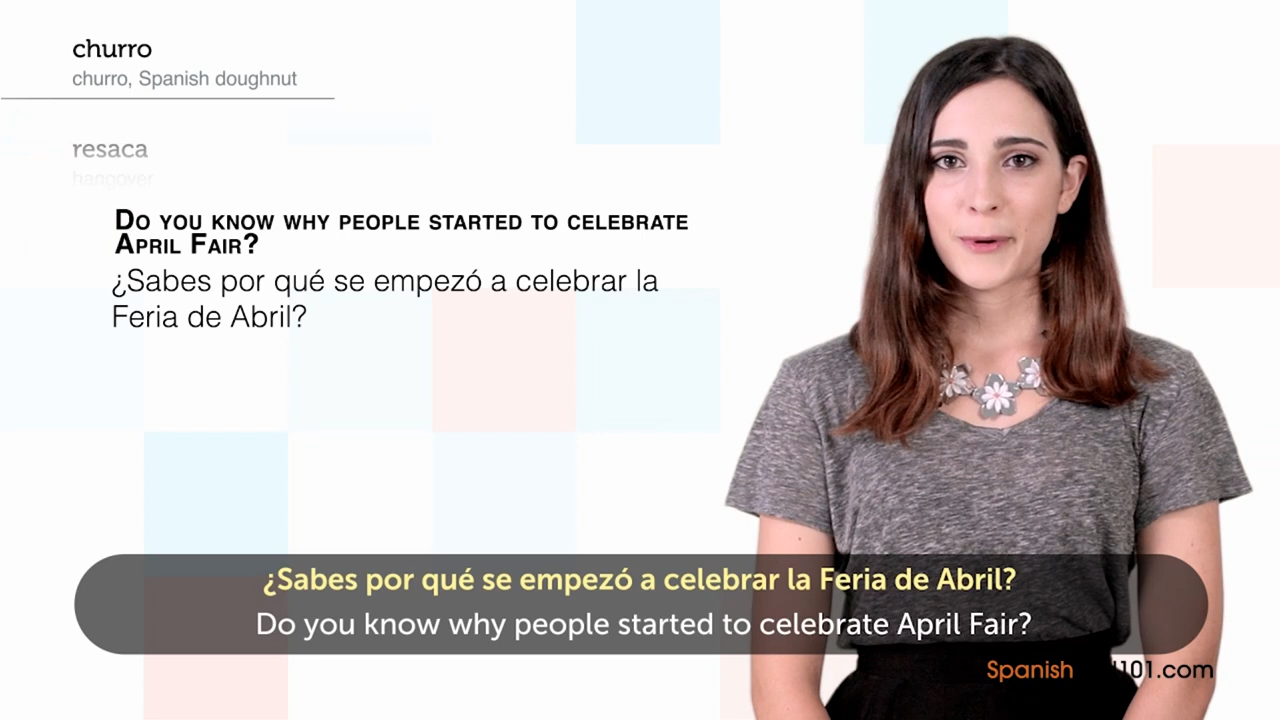 churro
churro, Spanish doughnut
resaca
hangover
DO YOU KNOW WHY PEOPLE STARTED TO CELEBRATE
APRIL FAIR?
¿Sabes por qué se empezó a celebrar la
Feria de Abril?
¿Sabes por qué se empezó a celebrar la Feria de Abril?
Do you know why people started to celebrate April Fair?
Spanish 101.com